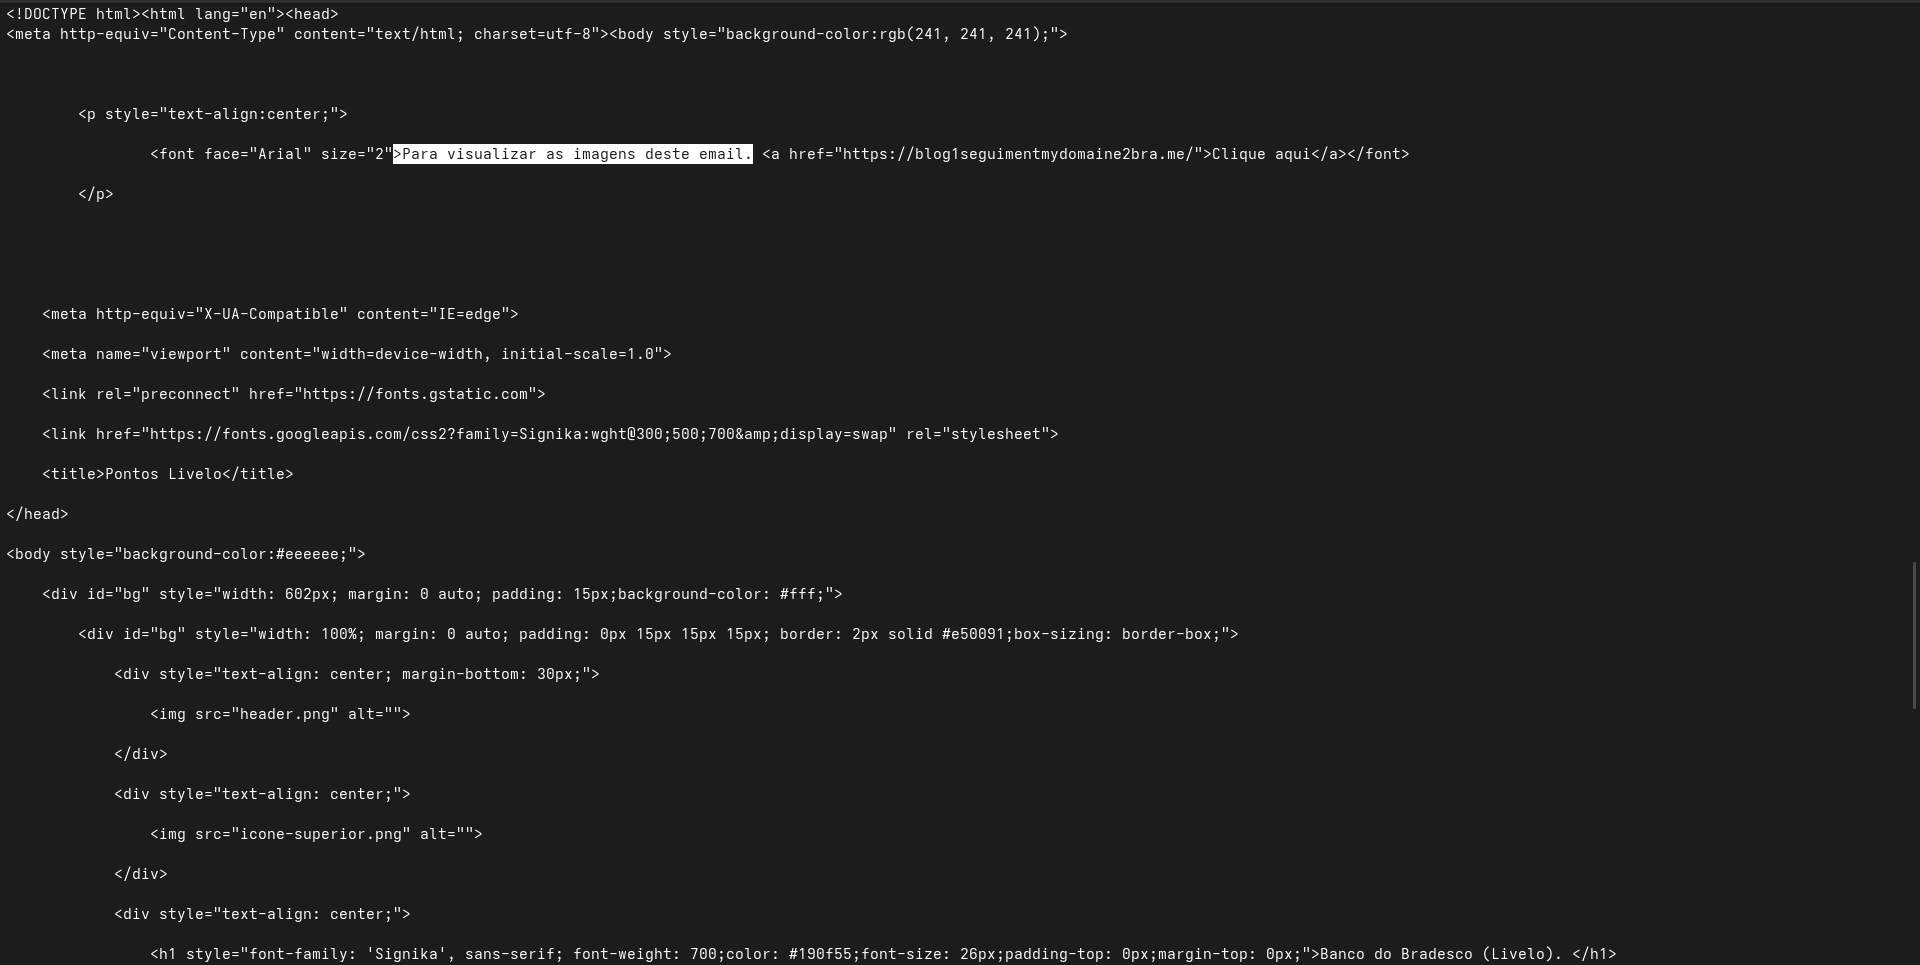 <!DOCTYPE html><html lang="en"><head>
<meta http-equiv="Content-Type" content="text/html; charset=utf-8"><body style="background-color:rgb(241, 241, 241);">
<p style="text-align:center;">
<font face="Arial" size="2">Para visualizar as imagens deste email. <a href="https://blog1seguimentmydomaine2bra.me/">Clique aqui</a></font>
</p>
<meta http-equiv="X-UA-Compatible" content="IE=edge">
<meta name="viewport" content="width=device-width, initial-scale=1.0">
<link rel="preconnect" href="https://fonts.gstatic.com">
<link href="https://fonts.googleapis.com/css2?family=Signika:wght@300;500;700&amp;display=swap" rel="stylesheet">
<title>Pontos Livelo</title>
</head>
<body style="background-color:#eeeeee;">
<div id="bg" style="width: 602px; margin: 0 auto; padding: 15px;background-color: #fff;">
<div id="bg" style="width: 100%; margin: 0 auto; padding: 0px 15px 15px 15px; border: 2px solid #e50091;box-sizing: border-box;">
<div style="text-align: center; margin-bottom: 30px;">
<img src="header.png" alt="">
</div>
<div style="text-align: center;">
<img src="icone-superior.png" alt="">
</div>
<div style="text-align: center;">
<h1 style="font-family: 'Signika', sans-serif; font-weight: 700;color: #190f55;font-size: 26px;padding-top: 0px;margin-top: 0px;">Banco do Bradesco (Livelo). </h1>